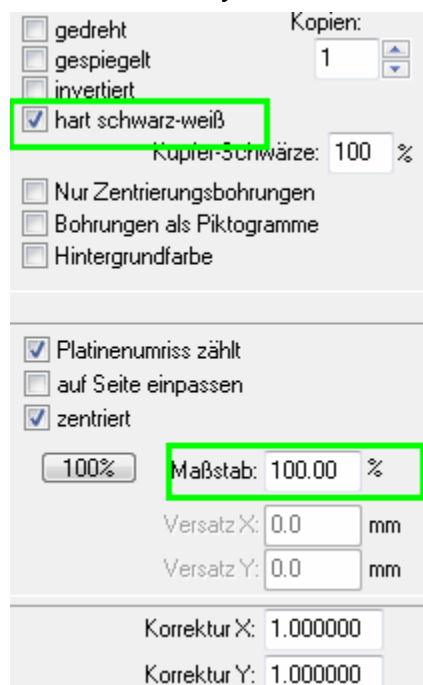 gedreht
Kopien:
gespiegelt
1
invertiert
hart schwarz-weiß
Kupfer-Schwärze: 100 %
Nur Zentrierungsbohrungen
Bohrungen als Piktogramme
Hintergrundfarbe
Platinenumriss zählt
auf Seite einpassen
zentriert
100% Maßstab: 100.00 %
Versatz X: 0.0 mm
Versatz Y: 0.0 mm
Korrektur X: 1.000000
Korrektur Y: 1.000000